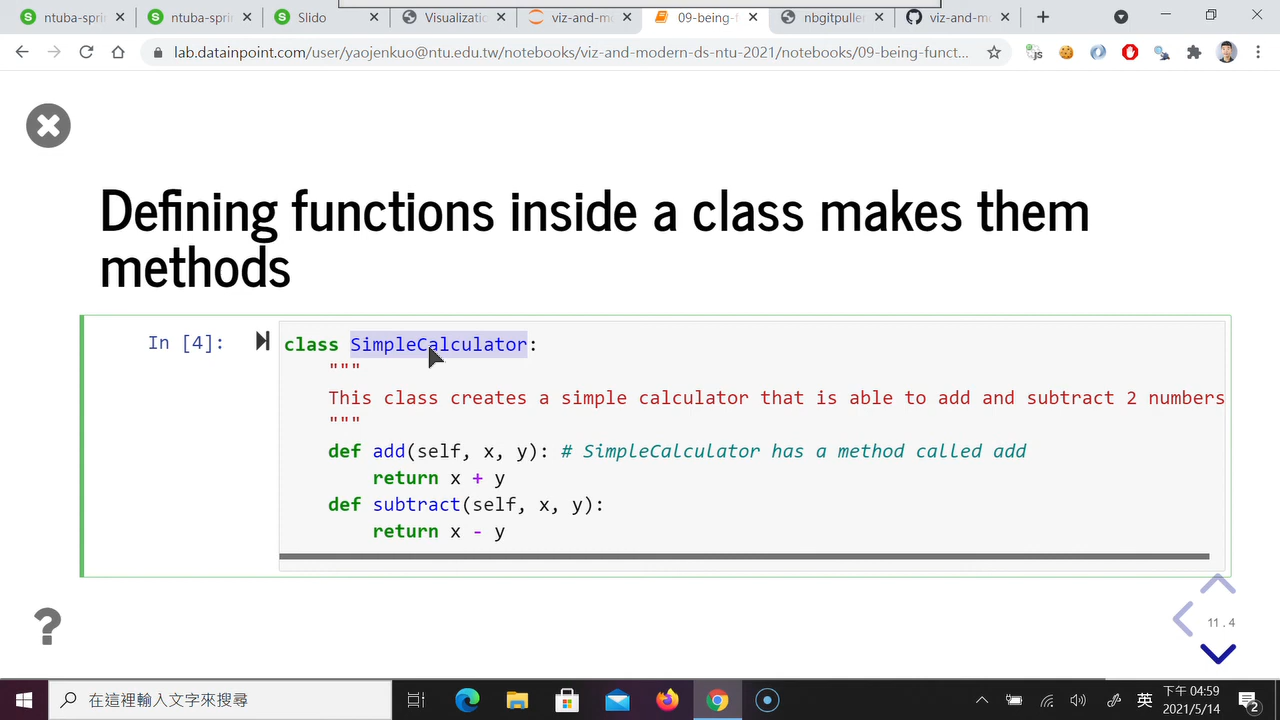 ntuba-spri
ntuba-spri
Slido
Visualizatio
viz-and-mo
09-being-f
nbgitpuller
viz-and-mo
lab.datainpoint.com/user/yaojenkuo@ntu.edu.tw/notebooks/viz-and-modern-ds-ntu-2021/notebooks/09-being-funct...
Defining functions inside a class makes them
methods
In [4]:
class SimpleCalculator:
"""
This class creates a simple calculator that is able to add and subtract 2 numbers
"""
def add(self, x, y): # SimpleCalculator has a method called add
return x + y
def subtract(self, x, y):
return x - y
11.4
在這裡輸入文字來搜尋
英
下午 04:59
2021/5/14
2